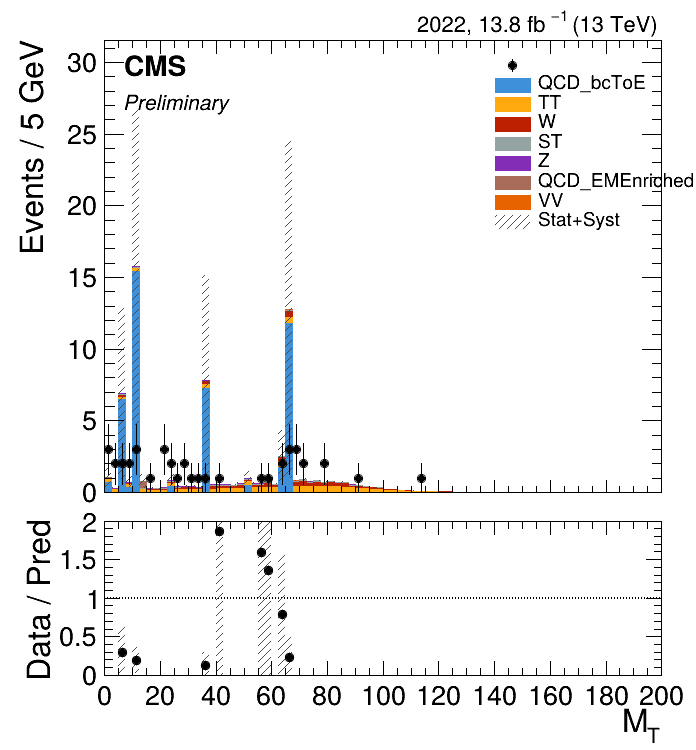 2022, 13.8 fb⁻¹ (13 TeV)
Events / 5 GeV
CMS
Preliminary
QCD_bcToE
TT
W
ST
Z
QCD_EMEnriched
VV
Stat+Syst
30
25
20
15
10
5
0
Data / Pred
2
1.5
1
0.5
0
0 20 40 60 80 100 120 140 160 180 200
M_T